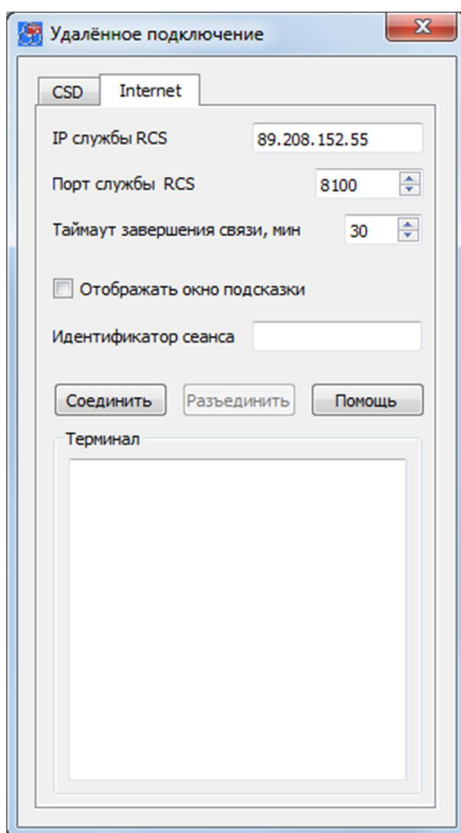 Удалённое подключение
CSD Internet
IP службы RCS 89.208.152.55
Порт службы RCS 8100
Таймаут завершения связи, мин 30
Отображать окно подсказки
Идентификатор сеанса
Соединить Разъединить Помощь
Терминал